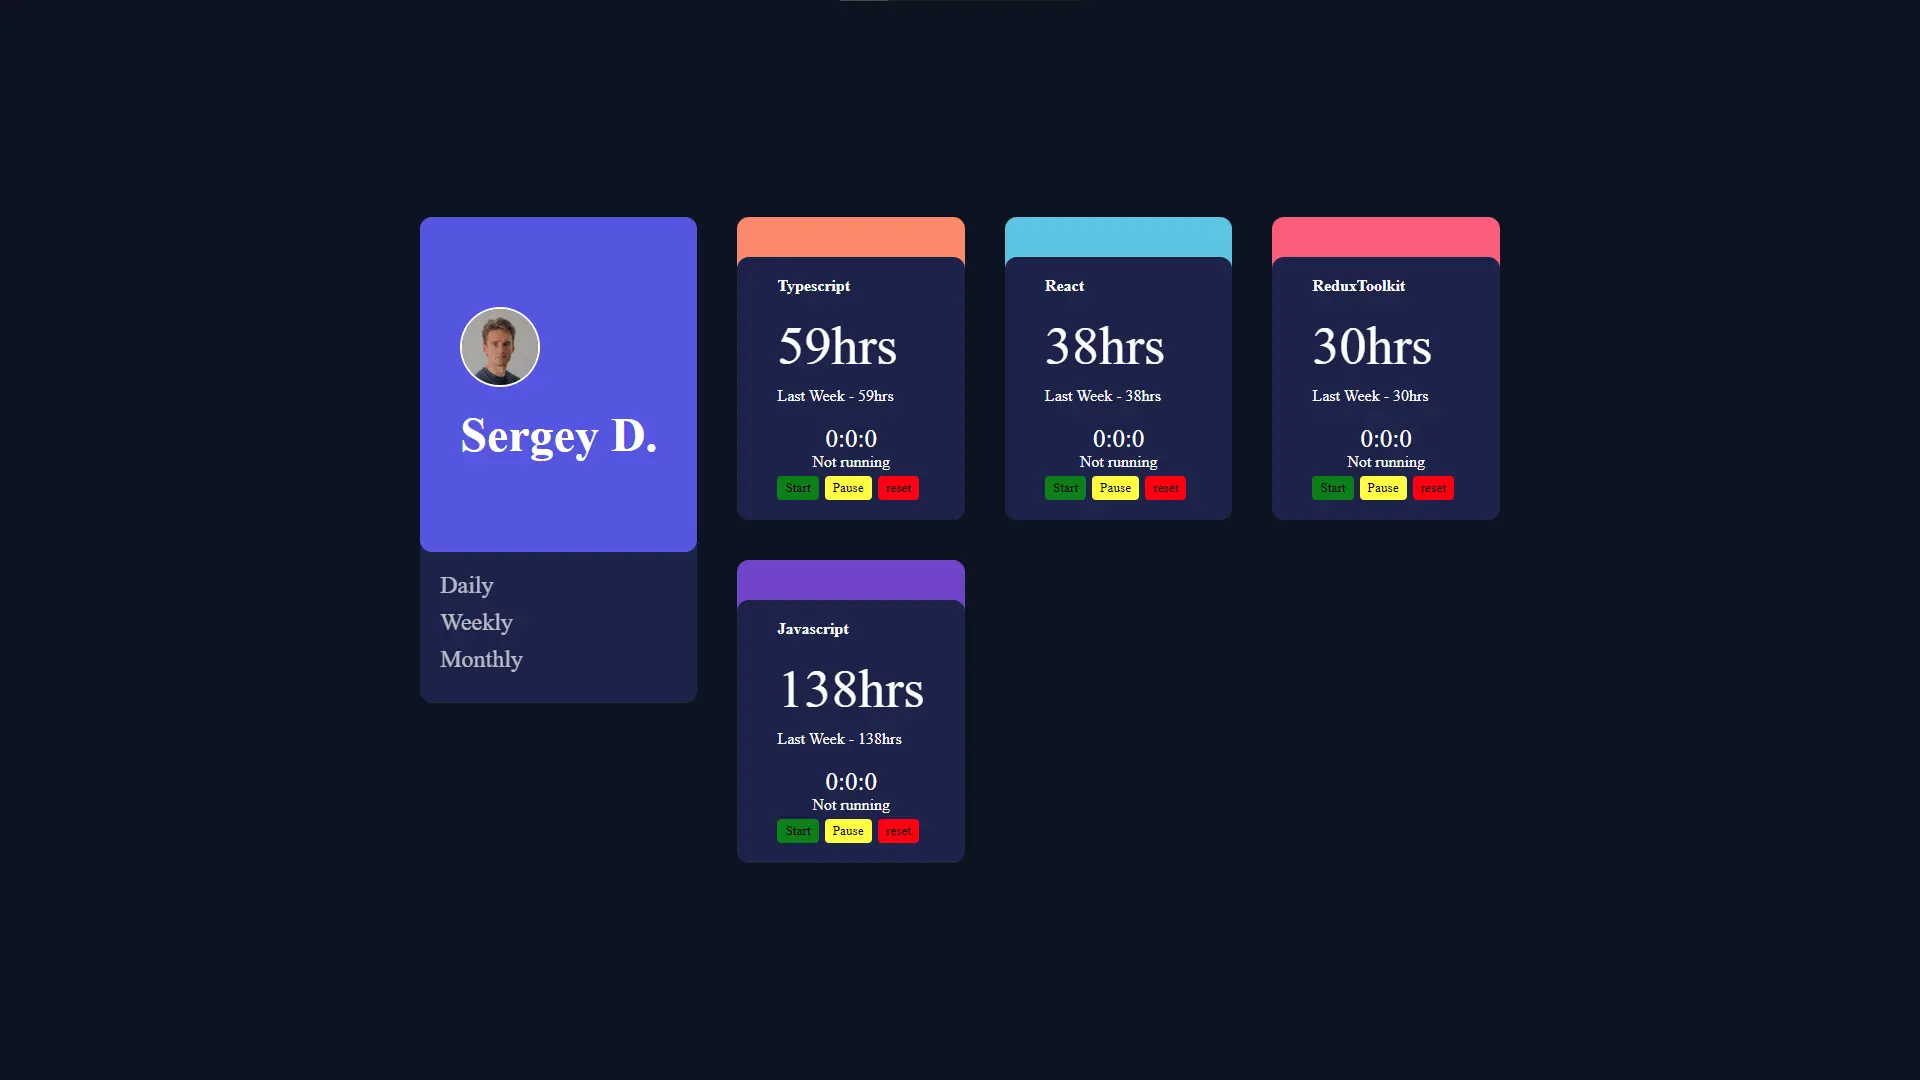 Sergey D.
Daily
Weekly
Monthly
Typescript
59hrs
Last Week - 59hrs
0:0:0
Not running
Start Pause reset
React
38hrs
Last Week - 38hrs
0:0:0
Not running
Start Pause reset
ReduxToolkit
30hrs
Last Week - 30hrs
0:0:0
Not running
Start Pause reset
Javascript
138hrs
Last Week - 138hrs
0:0:0
Not running
Start Pause reset